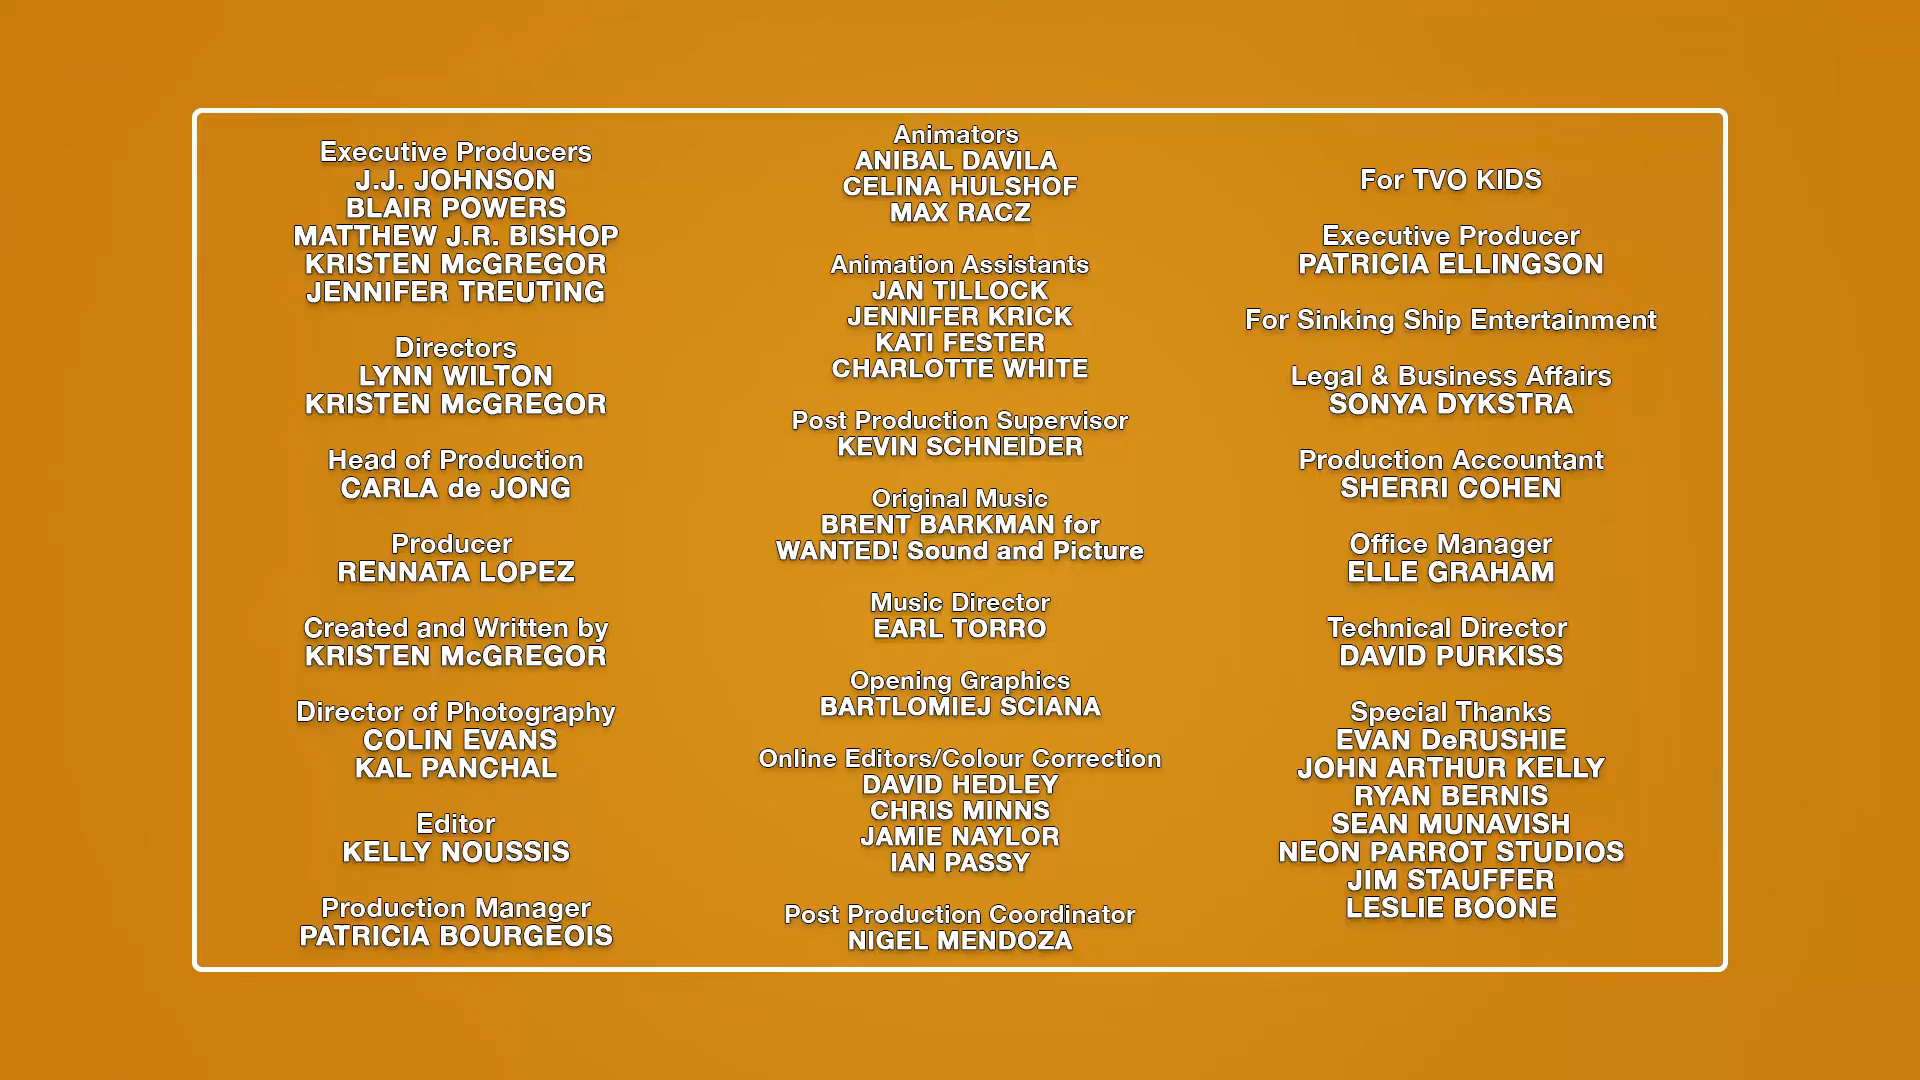 Executive Producers
J.J. JOHNSON
BLAIR POWERS
MATTHEW J.R. BISHOP
KRISTEN McGREGOR
JENNIFER TREUTING
Directors
LYNN WILTON
KRISTEN McGREGOR
Head of Production
CARLA de JONG
Producer
RENNATA LOPEZ
Created and Written by
KRISTEN McGREGOR
Director of Photography
COLIN EVANS
KAL PANCHAL
Editor
KELLY NOUSSIS
Production Manager
PATRICIA BOURGEOIS
Animators
ANIBAL DAVILA
CELINA HULSHOF
MAX RACZ
Animation Assistants
JAN TILLOCK
JENNIFER KRICK
KATI FESTER
CHARLOTTE WHITE
Post Production Supervisor
KEVIN SCHNEIDER
Original Music
BRENT BARKMAN for
WANTED! Sound and Picture
Music Director
EARL TORRO
Opening Graphics
BARTLOMIEJ SCIANA
Online Editors/Colour Correction
DAVID HEDLEY
CHRIS MINNS
JAMIE NAYLOR
IAN PASSY
Post Production Coordinator
NIGEL MENDOZA
For TVO KIDS
Executive Producer
PATRICIA ELLINGSON
For Sinking Ship Entertainment
Legal & Business Affairs
SONYA DYKSTRA
Production Accountant
SHERRI COHEN
Office Manager
ELLE GRAHAM
Technical Director
DAVID PURKISS
Special Thanks
EVAN DeRUSHIE
JOHN ARTHUR KELLY
RYAN BERNIS
SEAN MUNAVISH
NEON PARROT STUDIOS
JIM STAUFFER
LESLIE BOONE